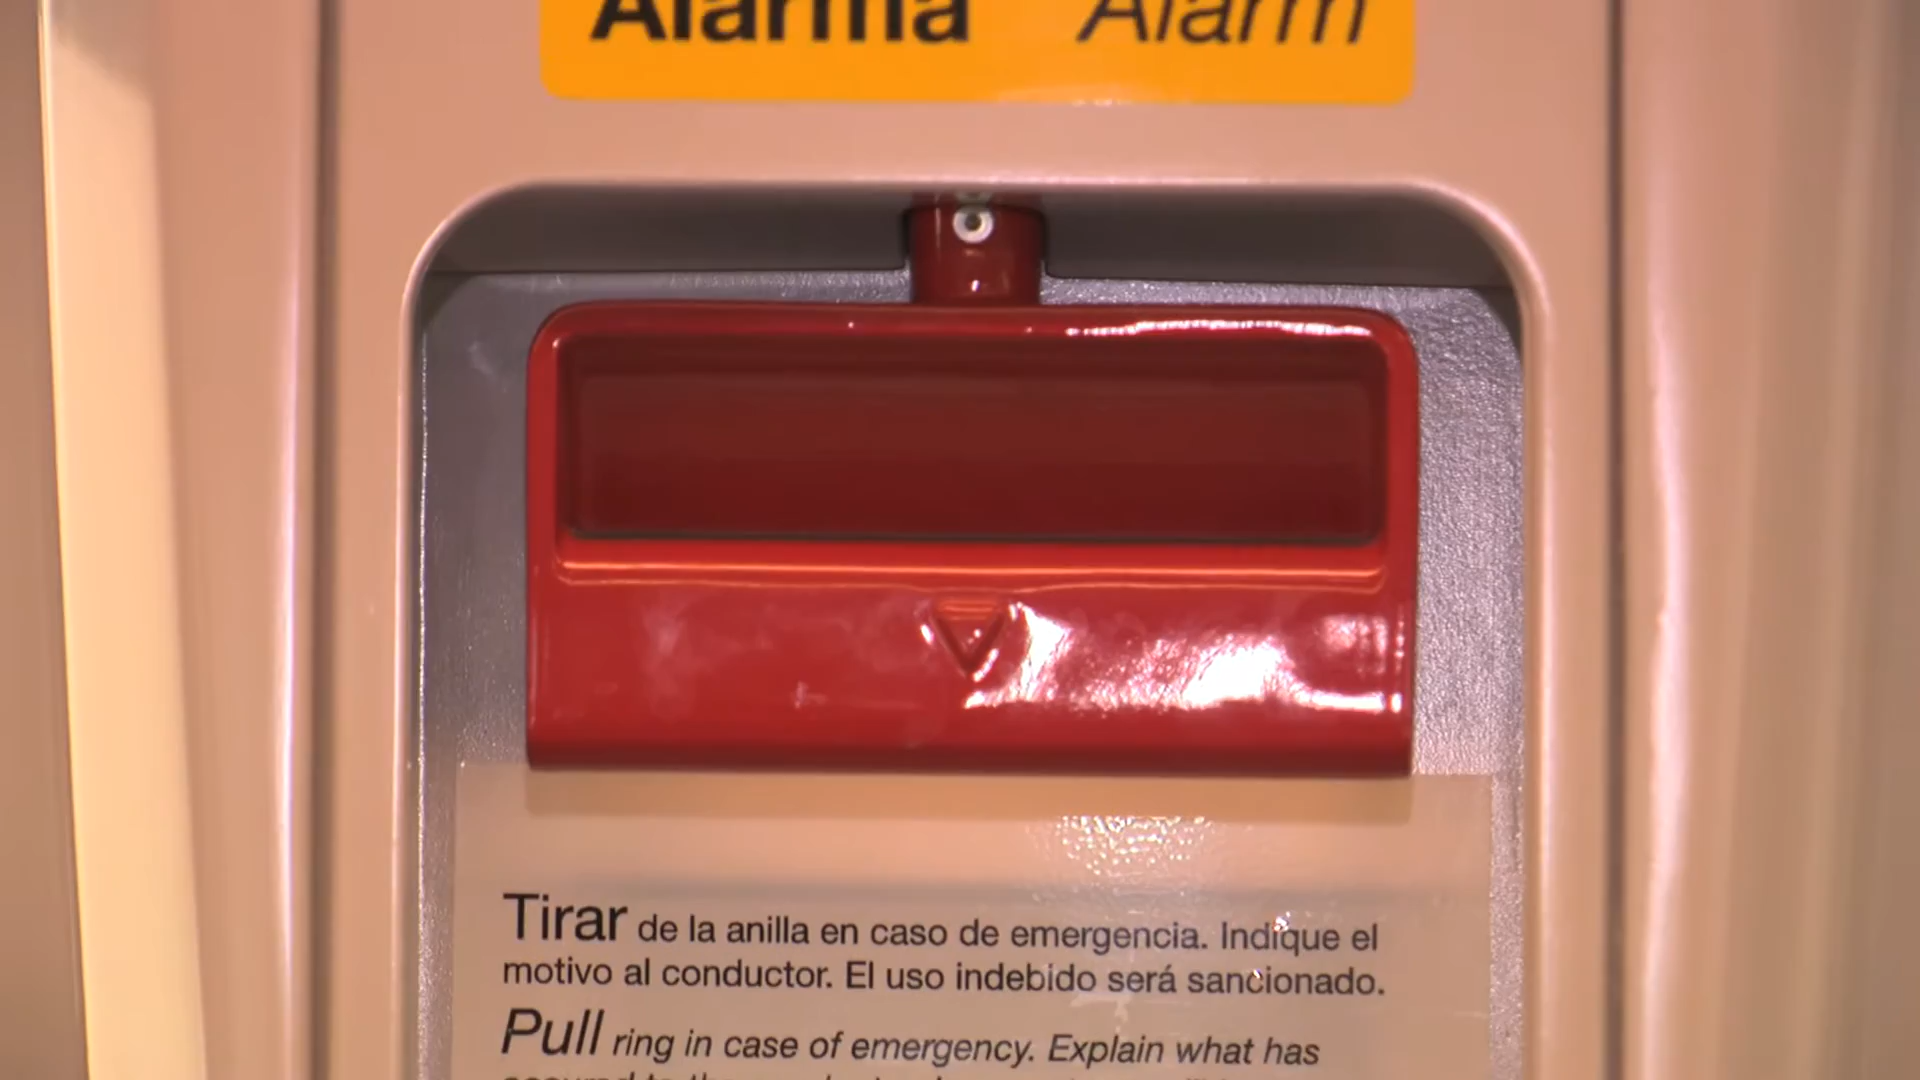 Alarma Alarm
Tirar de la anilla en caso de emergencia. Indique el
motivo al conductor. El uso indebido será sancionado.
Pull ring in case of emergency. Explain what has